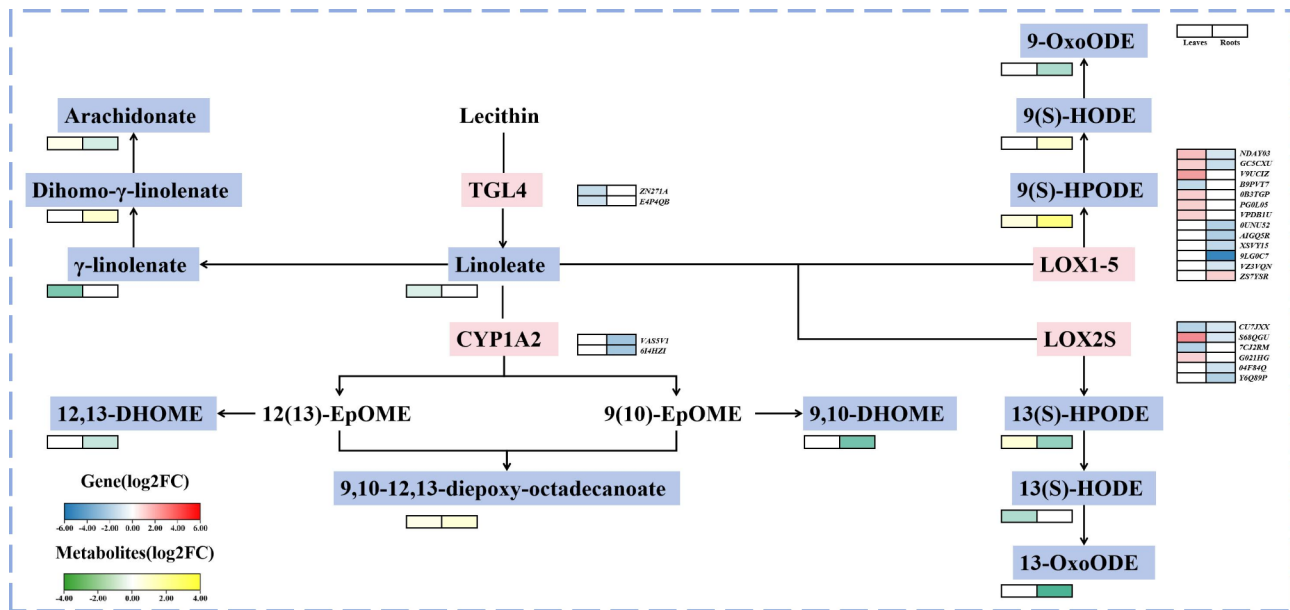 9-OxoODE
Leaves Roots
Arachidonate
Lecithin
9(S)-HODE
Dihomo-γ-linolenate
TGL4
ZN271A
E4P4QB
9(S)-HPODE
NDAY03
GC5CXU
V9UCIZ
B9PVT7
0B3TGP
PG0L05
VPDB1U
0UNU52
AIGQ5R
XSVY15
9LG0C7
VZ3VQN
ZS7YSR
γ-linolenate
Linoleate
LOX1-5
CYP1A2
VAS5V1
6I4HZI
LOX2S
CU7JXX
S68QGU
7CJ2RM
G021HG
04F84Q
Y6Q89P
12,13-DHOME
12(13)-EpOME
9(10)-EpOME
9,10-DHOME
13(S)-HPODE
Gene(log2FC)
-6.00 -4.00 -2.00 0.00 2.00 4.00 6.00
9,10-12,13-diepoxy-octadecanoate
13(S)-HODE
Metabolites(log2FC)
-4.00 -2.00 0.00 2.00 4.00
13-OxoODE